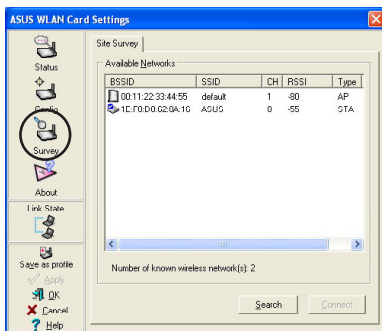 ASUS WLAN Card Settings
Status
Config
Survey
About
Link State
Save as profile
Apply
OK
Cancel
Help
Site Survey
Available Networks
BSSID SSID CH RSSI Type
00:11:22:33:44:55 default 1 -80 AP
1E:F0:D0:62:0A:16 ASUS 0 -55 STA
Number of known wireless network(s): 2
Search Connect